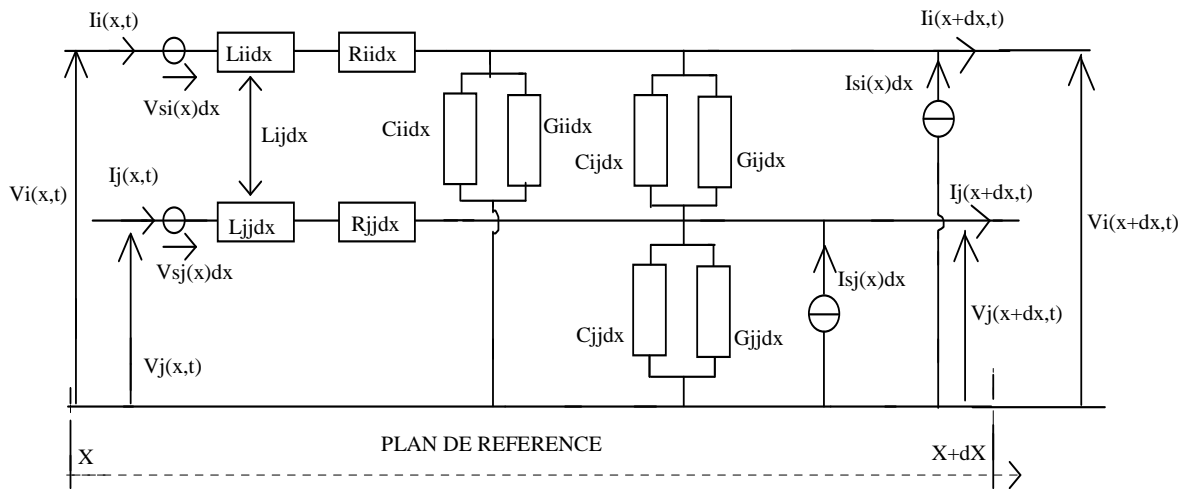 Ii(x,t)
Ii(x+dx,t)
Liidx
Riidx
Vsi(x)dx
Isi(x)dx
Lijdx
Ciidx
Giidx
Cijdx
Gijdx
Ij(x,t)
Ij(x+dx,t)
Vi(x,t)
Ljjdx
Rjjdx
Vi(x+dx,t)
Vsj(x)dx
Isj(x)dx
Vj(x+dx,t)
Cjjdx
Gjjdx
Vj(x,t)
X
PLAN DE REFERENCE
X+dX